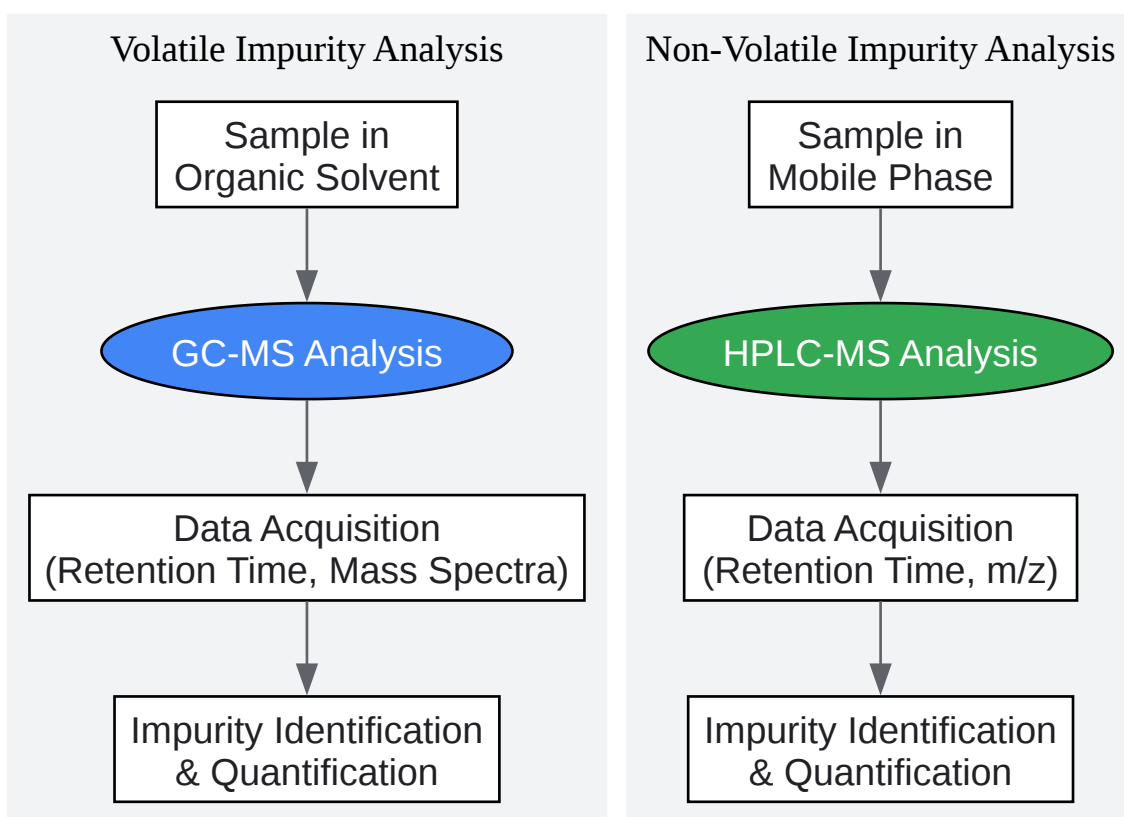 Volatile Impurity Analysis
Sample in
Organic Solvent
GC-MS Analysis
Data Acquisition
(Retention Time, Mass Spectra)
Impurity Identification
& Quantification
Non-Volatile Impurity Analysis
Sample in
Mobile Phase
HPLC-MS Analysis
Data Acquisition
(Retention Time, m/z)
Impurity Identification
& Quantification